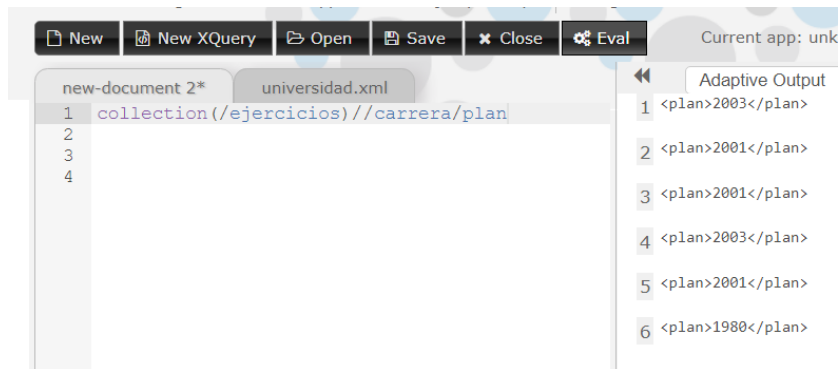 New New XQuery Open Save Close Eval Current app: unk
new-document 2* universidad.xml Adaptive Output
1 collection(/ejercicios)//carrera/plan
2
3
4
1 <plan>2003</plan>
2 <plan>2001</plan>
3 <plan>2001</plan>
4 <plan>2003</plan>
5 <plan>2001</plan>
6 <plan>1980</plan>